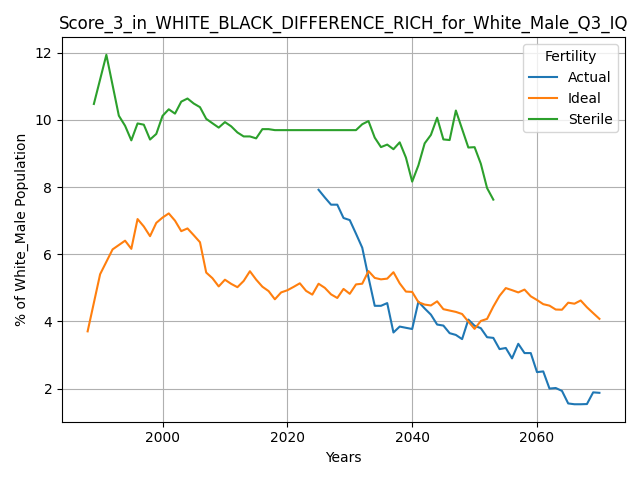 Score_3_in_WHITE_BLACK_DIFFERENCE_RICH_for_White_Male_Q3_IQ
Fertility
Actual
Ideal
Sterile
% of White_Male Population
12
10
8
6
4
2
2000
2020
2040
2060
Years